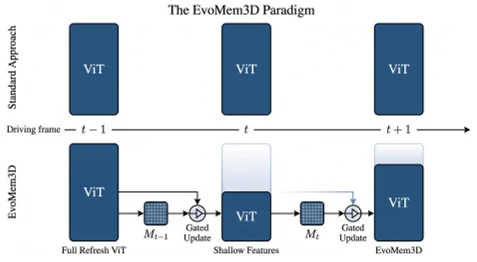 The EvoMem3D Paradigm
Standard Approach
ViT ViT ViT
Driving frame t − 1 t t + 1
EvoMem3D
ViT ViT ViT
M_{t−1} Gated Update M_t Gated Update
Full Refresh ViT Shallow Features EvoMem3D